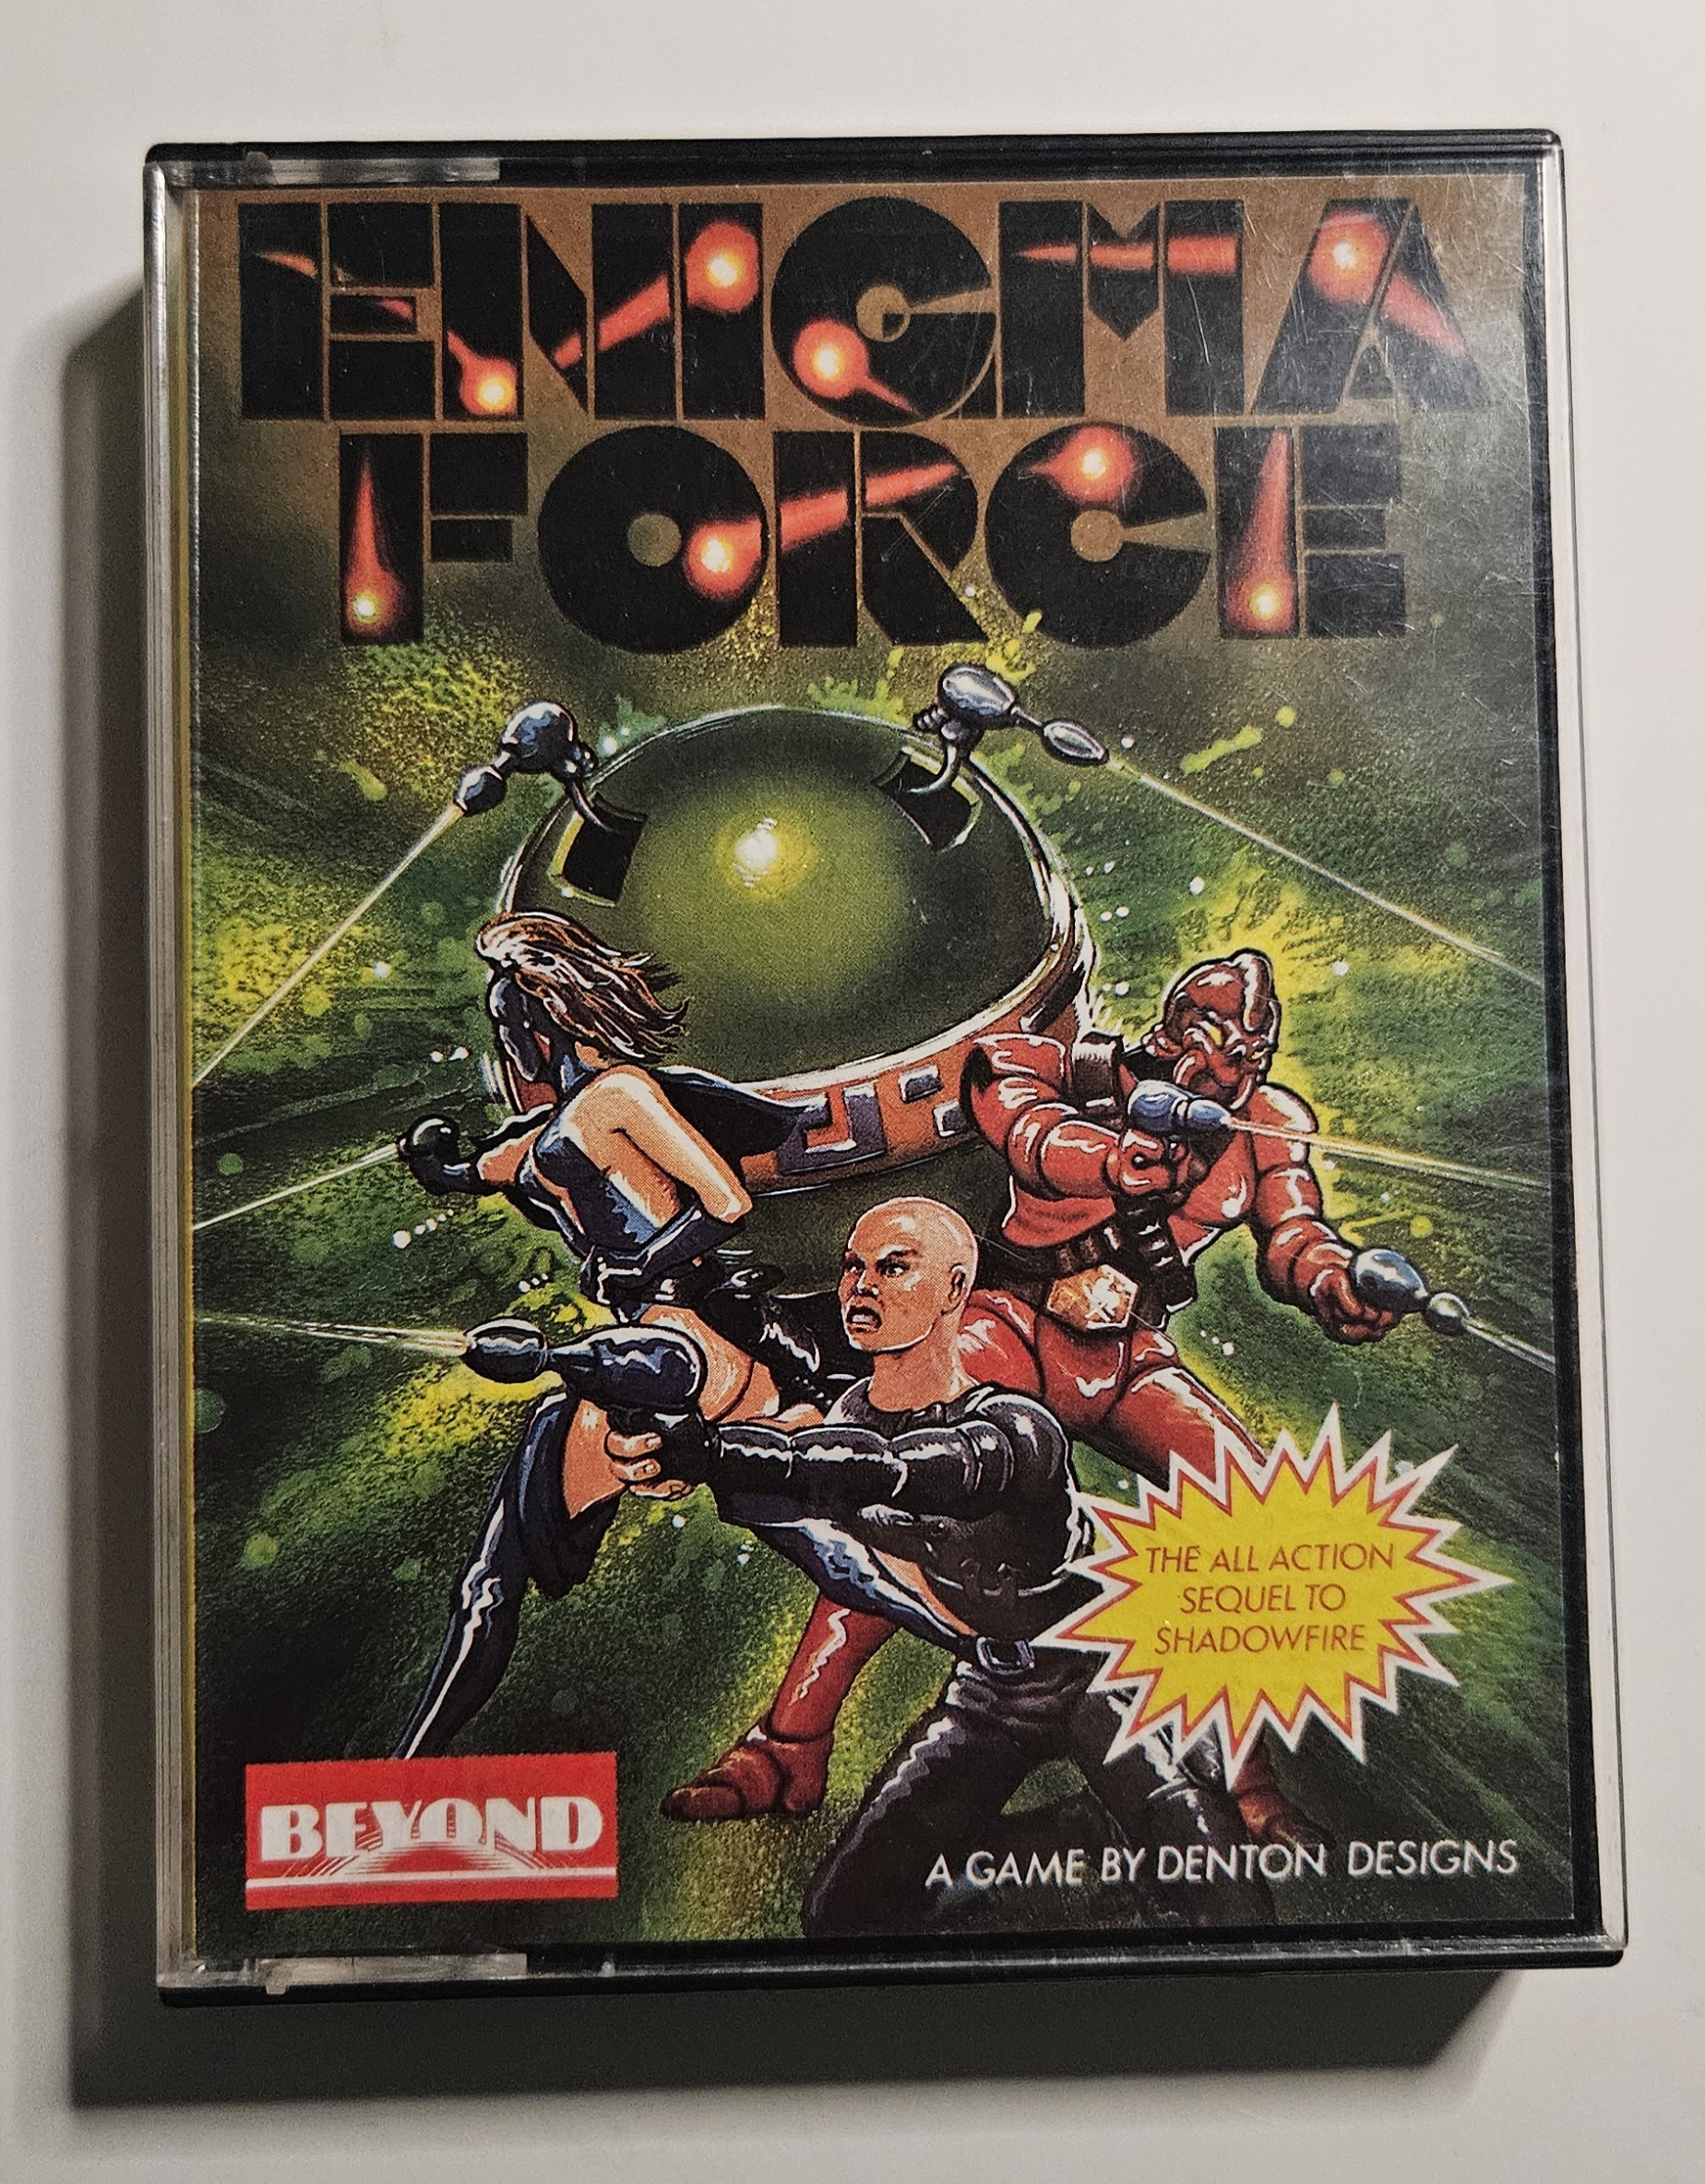 ENIGMA
FORCE
THE ALL ACTION
SEQUEL TO
SHADOWFIRE
BEYOND
A GAME BY DENTON DESIGNS